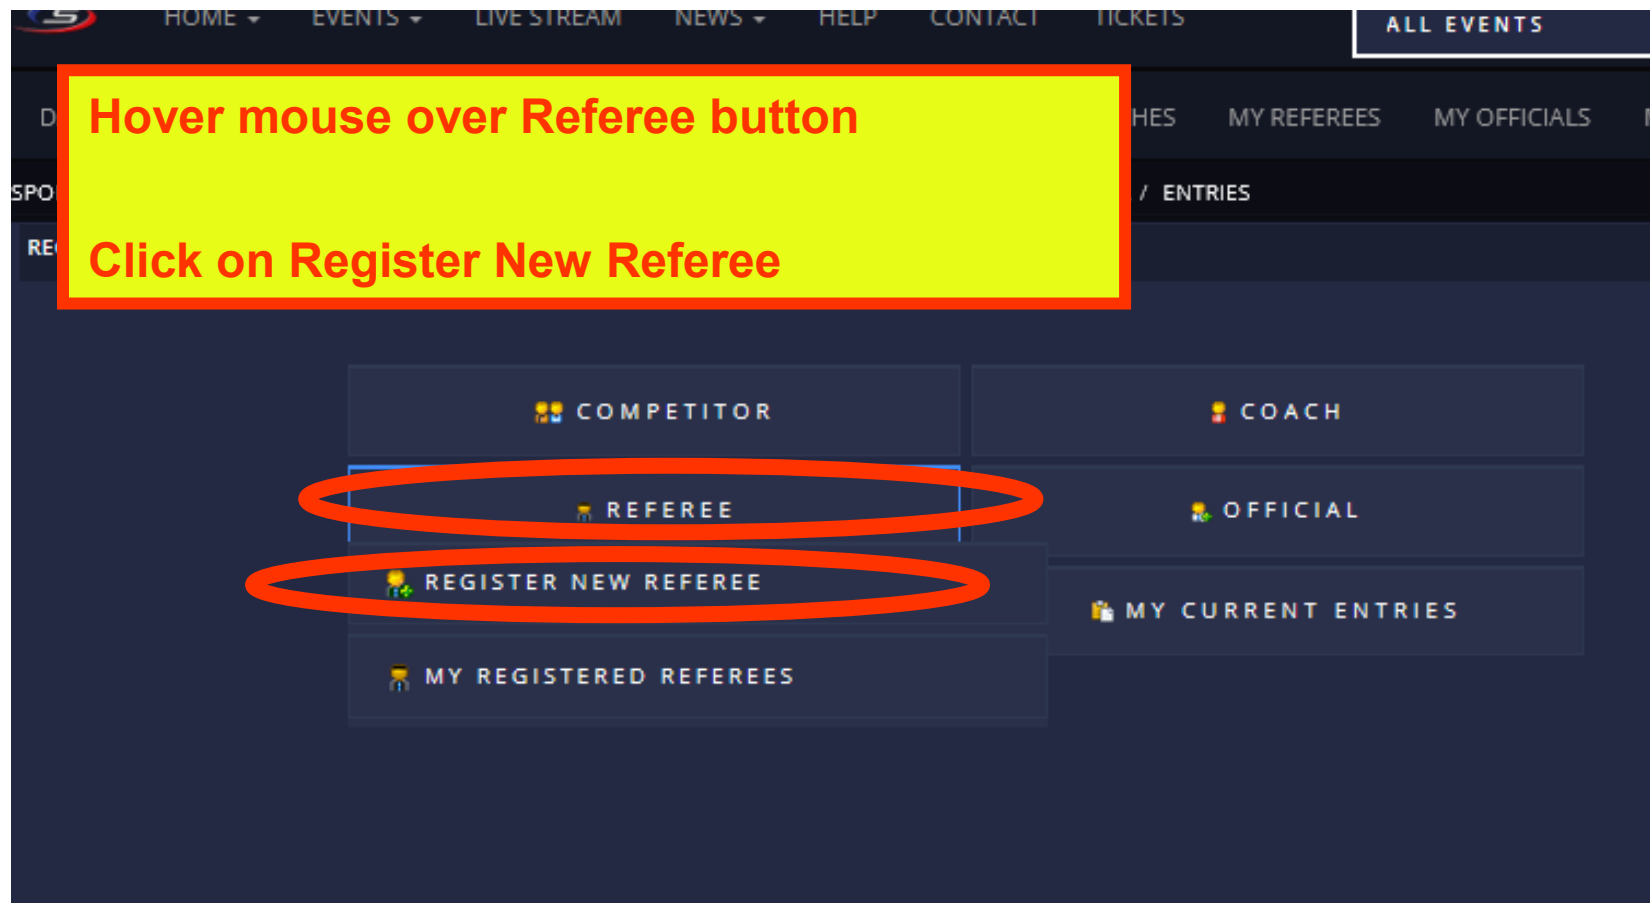 HOME EVENTS LIVE STREAM NEWS HELP CONTACT TICKETS
ALL EVENTS
MY REFEREES MY OFFICIALS
/ ENTRIES
Hover mouse over Referee button
Click on Register New Referee
COMPETITOR
COACH
REFEREE
OFFICIAL
REGISTER NEW REFEREE
MY CURRENT ENTRIES
MY REGISTERED REFEREES